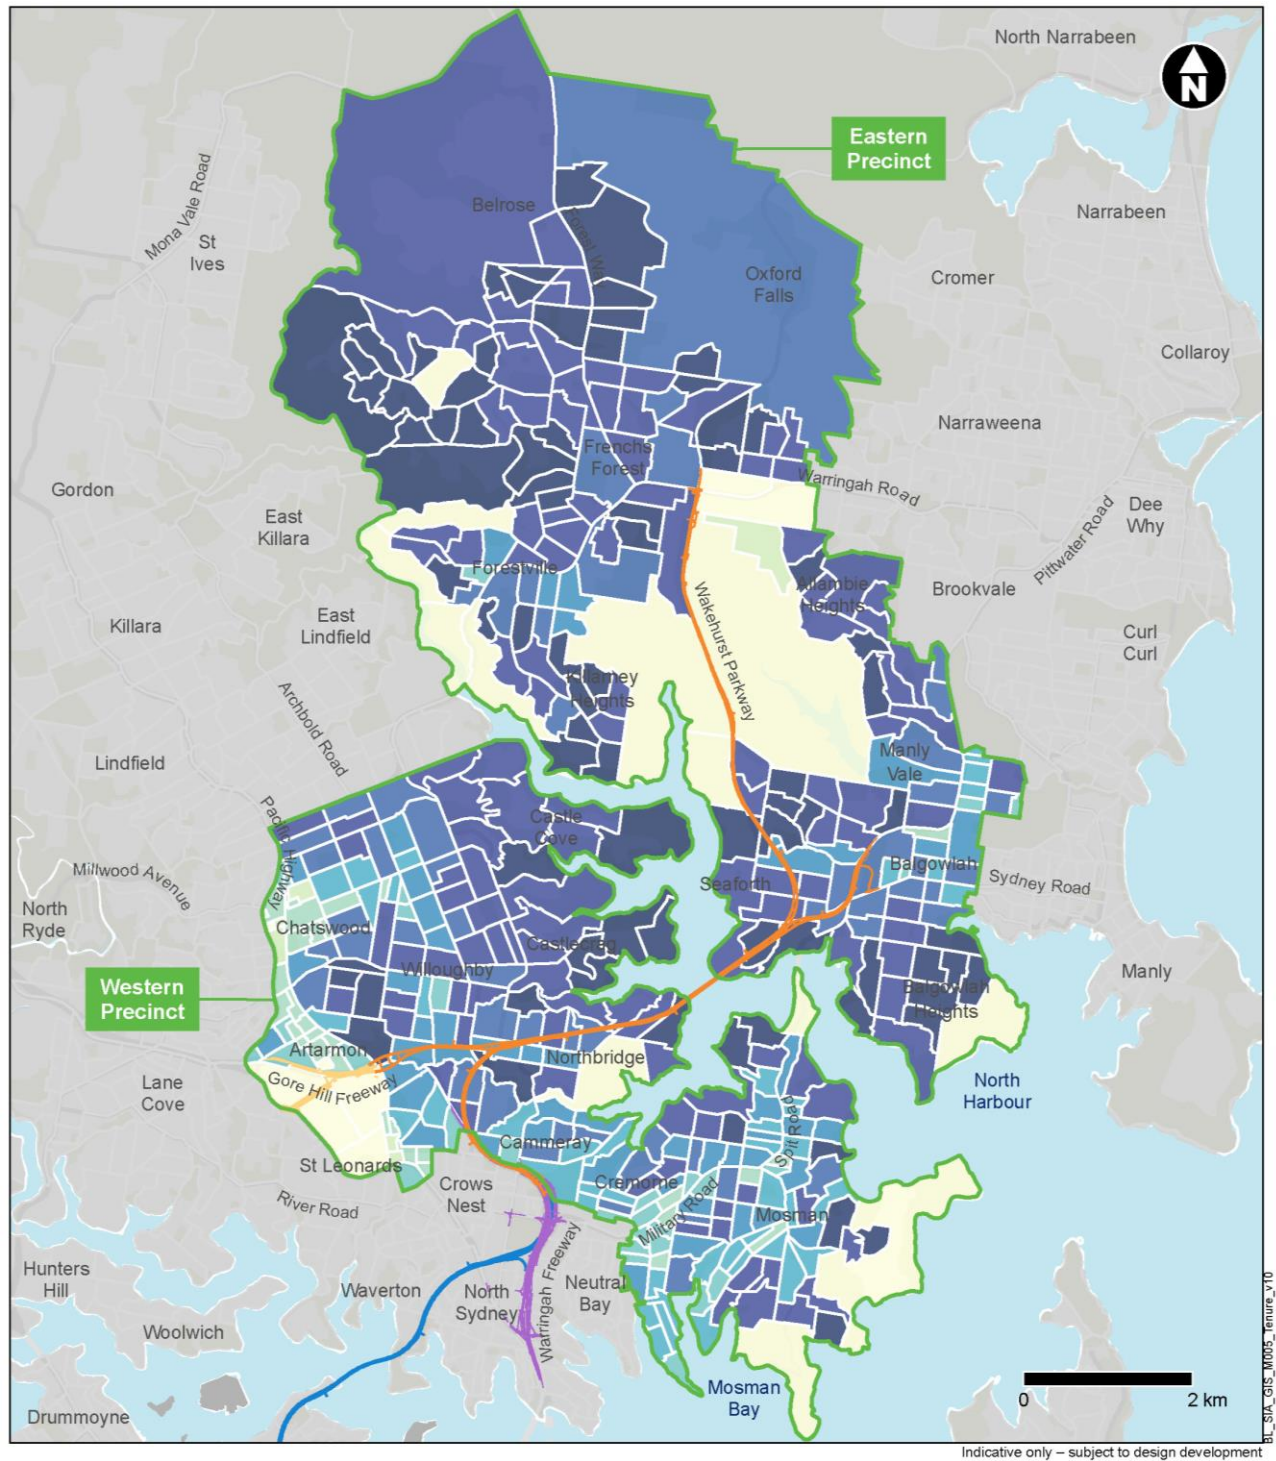 North Narrabeen
N
Eastern
Precinct
Mona Vale Road
Belrose
Forest Way
Narrabeen
St
Ives
Oxford
Falls
Cromer
Collaroy
Narraweena
Frenchs
Forest
Warringah Road
Gordon
East
Killara
Dee
Why
Pittwater Road
Forestville
Allambie
Heights
Brookvale
Wakehurst Parkway
Killara
East
Lindfield
Curl
Curl
Killarney
Heights
Archbold Road
Lindfield
Manly
Vale
Pacific Highway
Castle
Cove
Millwood Avenue
Seaforth
Balgowlah
Sydney Road
North
Ryde
Chatswood
Castlecrag
Willoughby
Manly
Western
Precinct
Balgowlah
Heights
Artarmon
Northbridge
Lane
Cove
Gore Hill Freeway
North
Harbour
Spit Road
Cammeray
St Leonards
Crows
Nest
Cremorne
River Road
Military Road
Mosman
Hunters
Hill
Waverton
North
Sydney
Warringah Freeway
Neutral
Bay
Woolwich
Mosman
Bay
0
2 km
Drummoyne
BL_SIA_GIS_M005_Tenure_v10
Indicative only – subject to design development